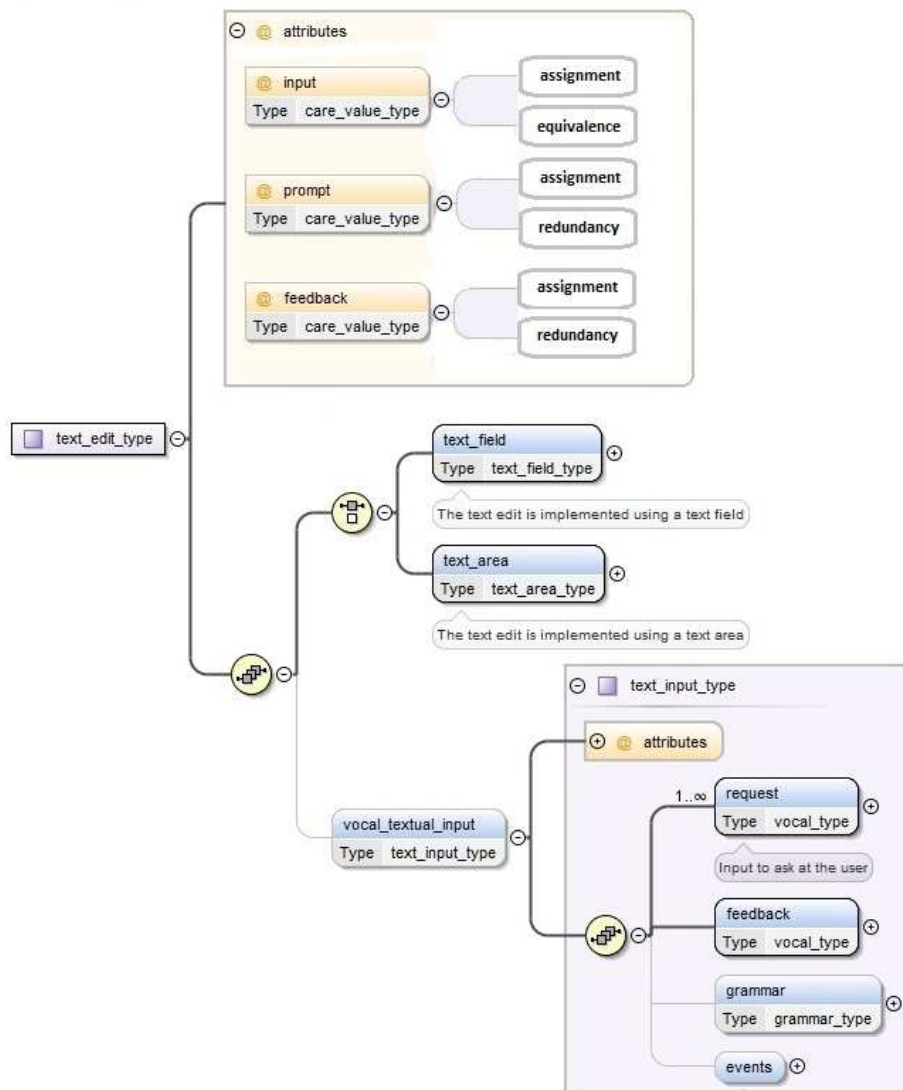 @ attributes
@ input
Type care_value_type
assignment
equivalence
@ prompt
Type care_value_type
assignment
redundancy
@ feedback
Type care_value_type
assignment
redundancy
text_edit_type
text_field
Type text_field_type
The text edit is implemented using a text field
text_area
Type text_area_type
The text edit is implemented using a text area
text_input_type
@ attributes
1..∞
request
Type vocal_type
Input to ask at the user
vocal_textual_input
Type text_input_type
feedback
Type vocal_type
grammar
Type grammar_type
events